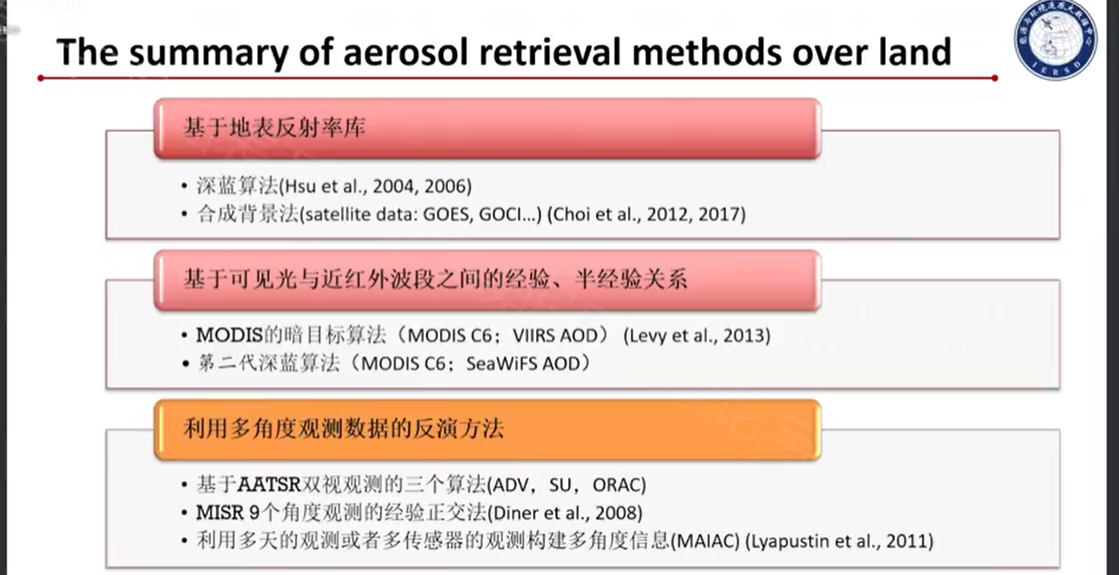 The summary of aerosol retrieval methods over land
IERSD
基于地表反射率库
• 深蓝算法(Hsu et al., 2004, 2006)
• 合成背景法(satellite data: GOES, GOCI…) (Choi et al., 2012, 2017)
基于可见光与近红外波段之间的经验、半经验关系
• MODIS的暗目标算法（MODIS C6；VIIRS AOD） (Levy et al., 2013)
• 第二代深蓝算法（MODIS C6；SeaWiFS AOD）
利用多角度观测数据的反演方法
• 基于AATSR双视观测的三个算法(ADV，SU，ORAC)
• MISR 9个角度观测的经验正交法(Diner et al., 2008)
• 利用多天的观测或者多传感器的观测构建多角度信息(MAIAC) (Lyapustin et al., 2011)